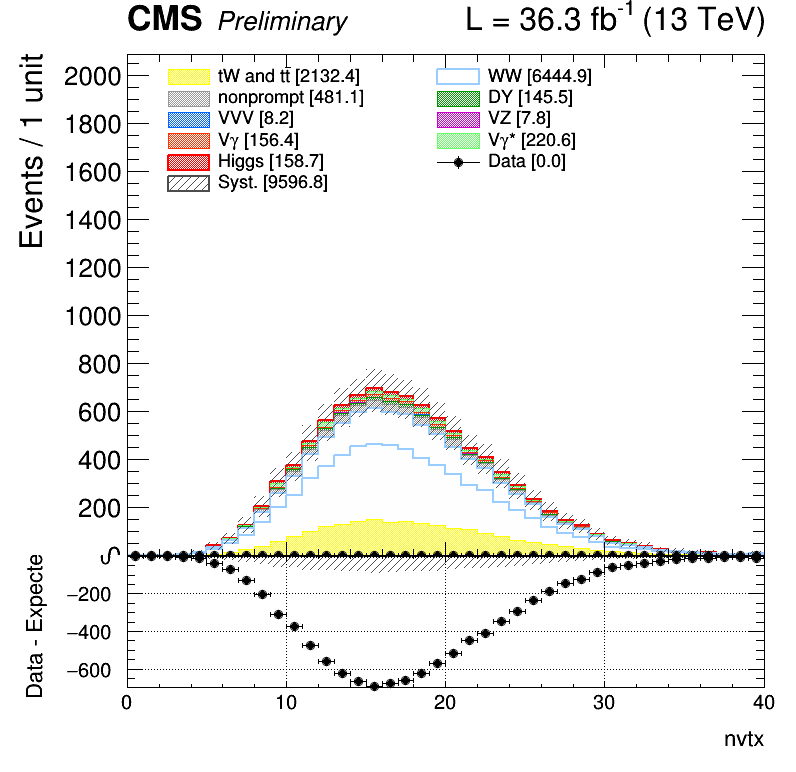 CMS Preliminary L = 36.3 fb⁻¹ (13 TeV)
Events / 1 unit
2000
1800
1600
1400
1200
1000
800
600
400
200
0
tW and tt̄ [2132.4]
nonprompt [481.1]
VVV [8.2]
Vγ [156.4]
Higgs [158.7]
Syst. [9596.8]
WW [6444.9]
DY [145.5]
VZ [7.8]
Vγ* [220.6]
Data [0.0]
Data - Expecte
0
−200
−400
−600
0 10 20 30 40
nvtx